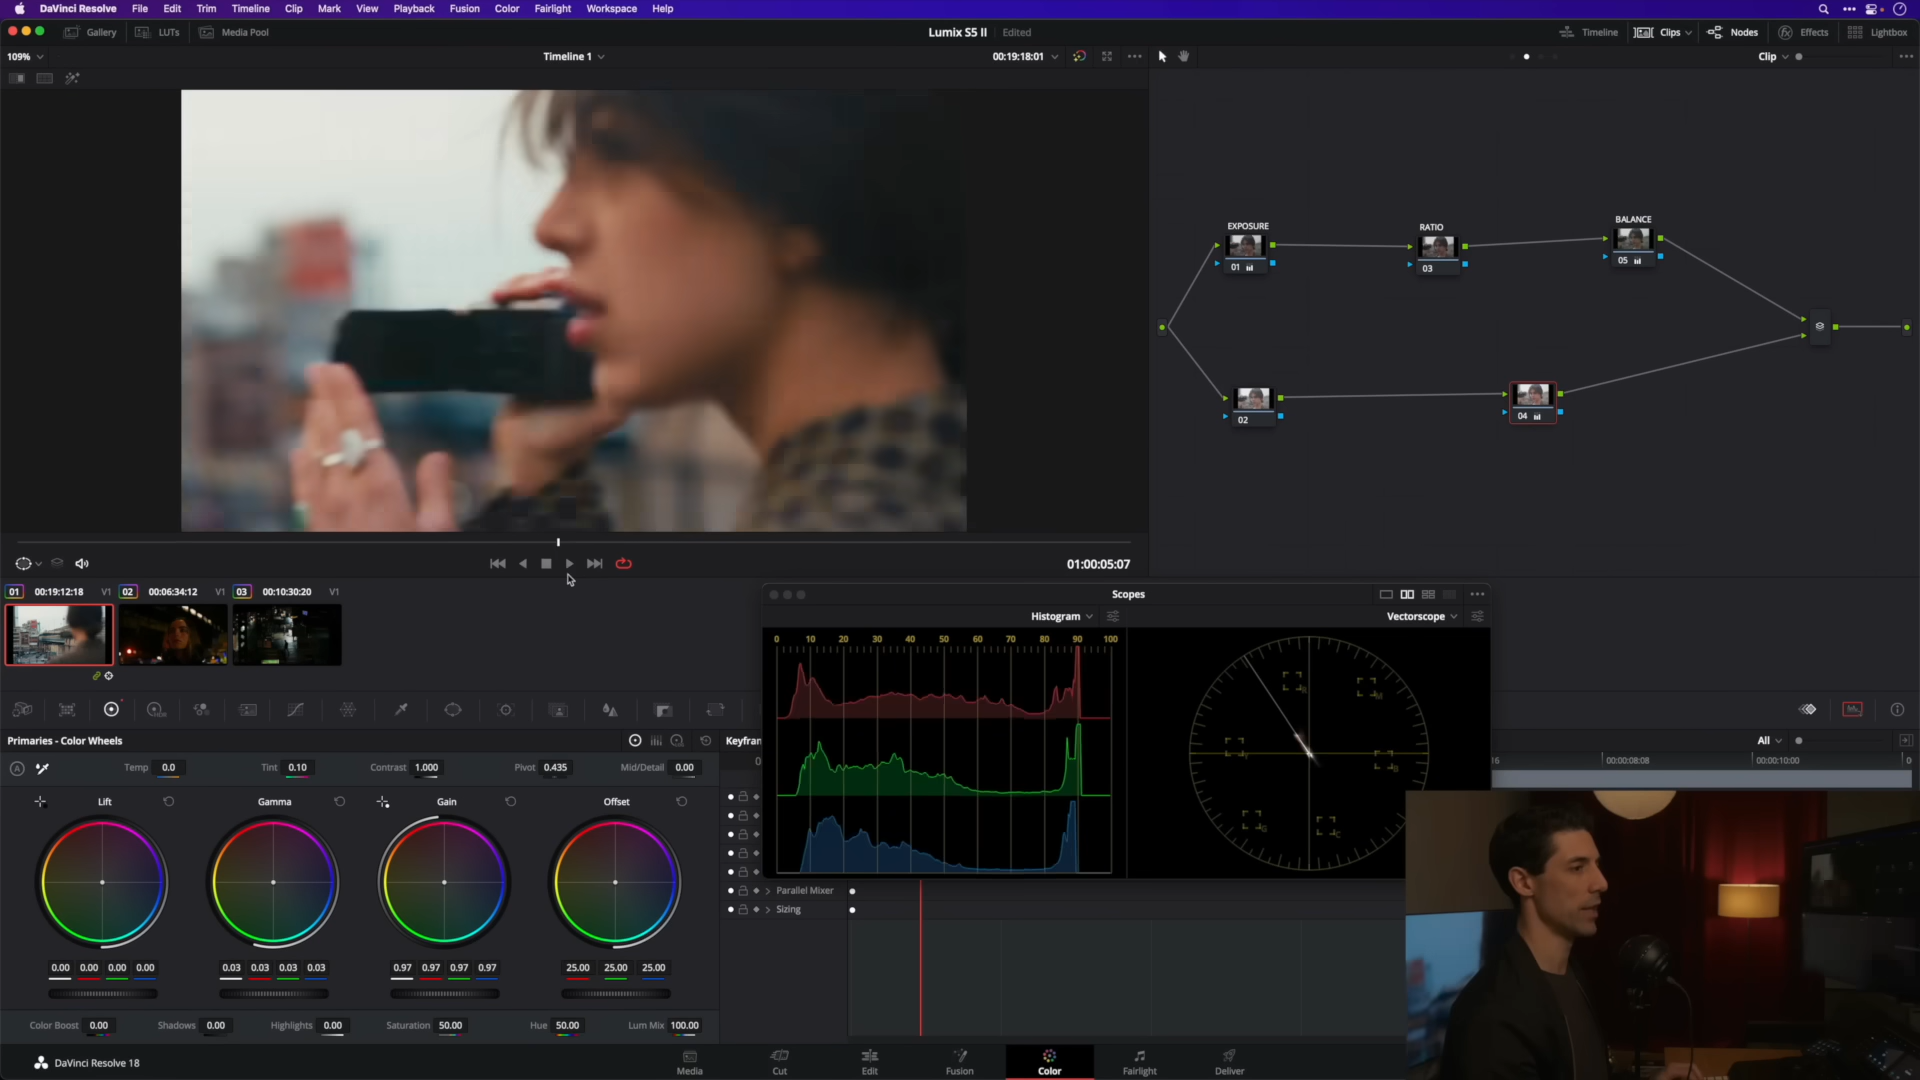 DaVinci Resolve File Edit Trim Timeline Clip Mark View Playback Fusion Color Fairlight Workspace Help
Gallery LUTs Media Pool Lumix S5 II Edited Timeline Clips Nodes Effects Lightbox
109% Timeline 1 00:19:18:01 Clip
BALANCE
EXPOSURE RATIO
01 03 05
02 04
01:00:05:07
01 00:19:12:18 V1 02 00:06:34:12 V1 03 00:10:30:20 V1
Scopes
Histogram Vectorscope
0 10 20 30 40 50 60 70 80 90 100
R M
Y B
G C
Primaries - Color Wheels Keyfram All
Temp 0.0 Tint 0.10 Contrast 1.000 Pivot 0.435 Mid/Detail 0.00
16 00:00:08:08 00:00:10:00 0
Lift Gamma Gain Offset
Parallel Mixer
Sizing
0.00 0.00 0.00 0.00 0.03 0.03 0.03 0.03 0.97 0.97 0.97 0.97 25.00 25.00 25.00
Color Boost 0.00 Shadows 0.00 Highlights 0.00 Saturation 50.00 Hue 50.00 Lum Mix 100.00
DaVinci Resolve 18 Media Cut Edit Fusion Color Fairlight Deliver